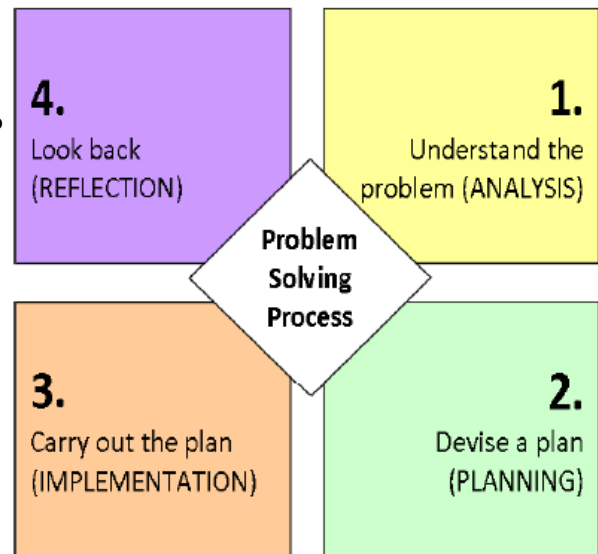 4.
Look back
(REFLECTION)
1.
Understand the
problem (ANALYSIS)
Problem
Solving
Process
3.
Carry out the plan
(IMPLEMENTATION)
2.
Devise a plan
(PLANNING)